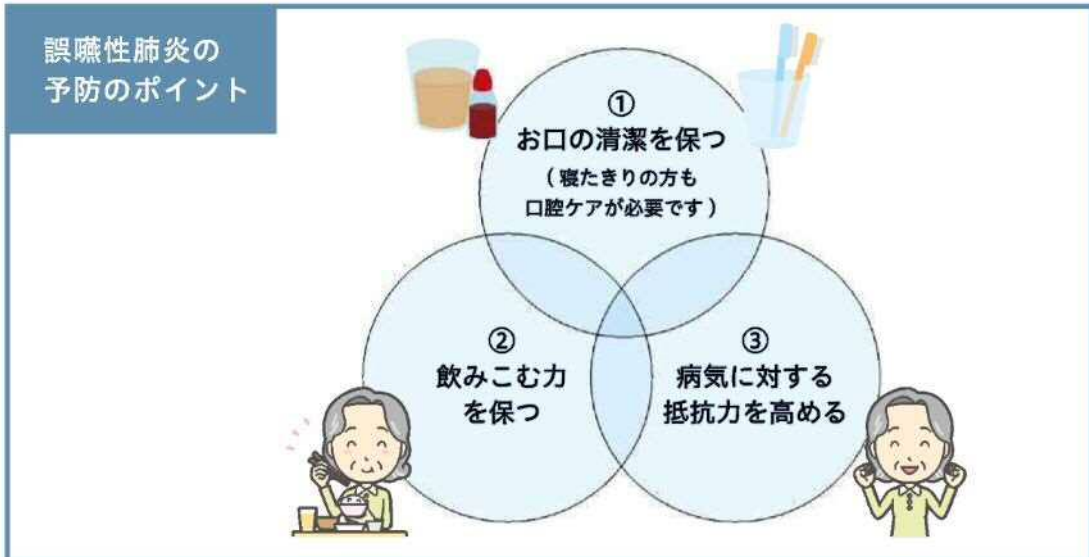 誤嚥性肺炎の
予防のポイント
①
お口の清潔を保つ
（寝たきりの方も
口腔ケアが必要です）
②
飲みこむ力
を保つ
③
病気に対する
抵抗力を高める